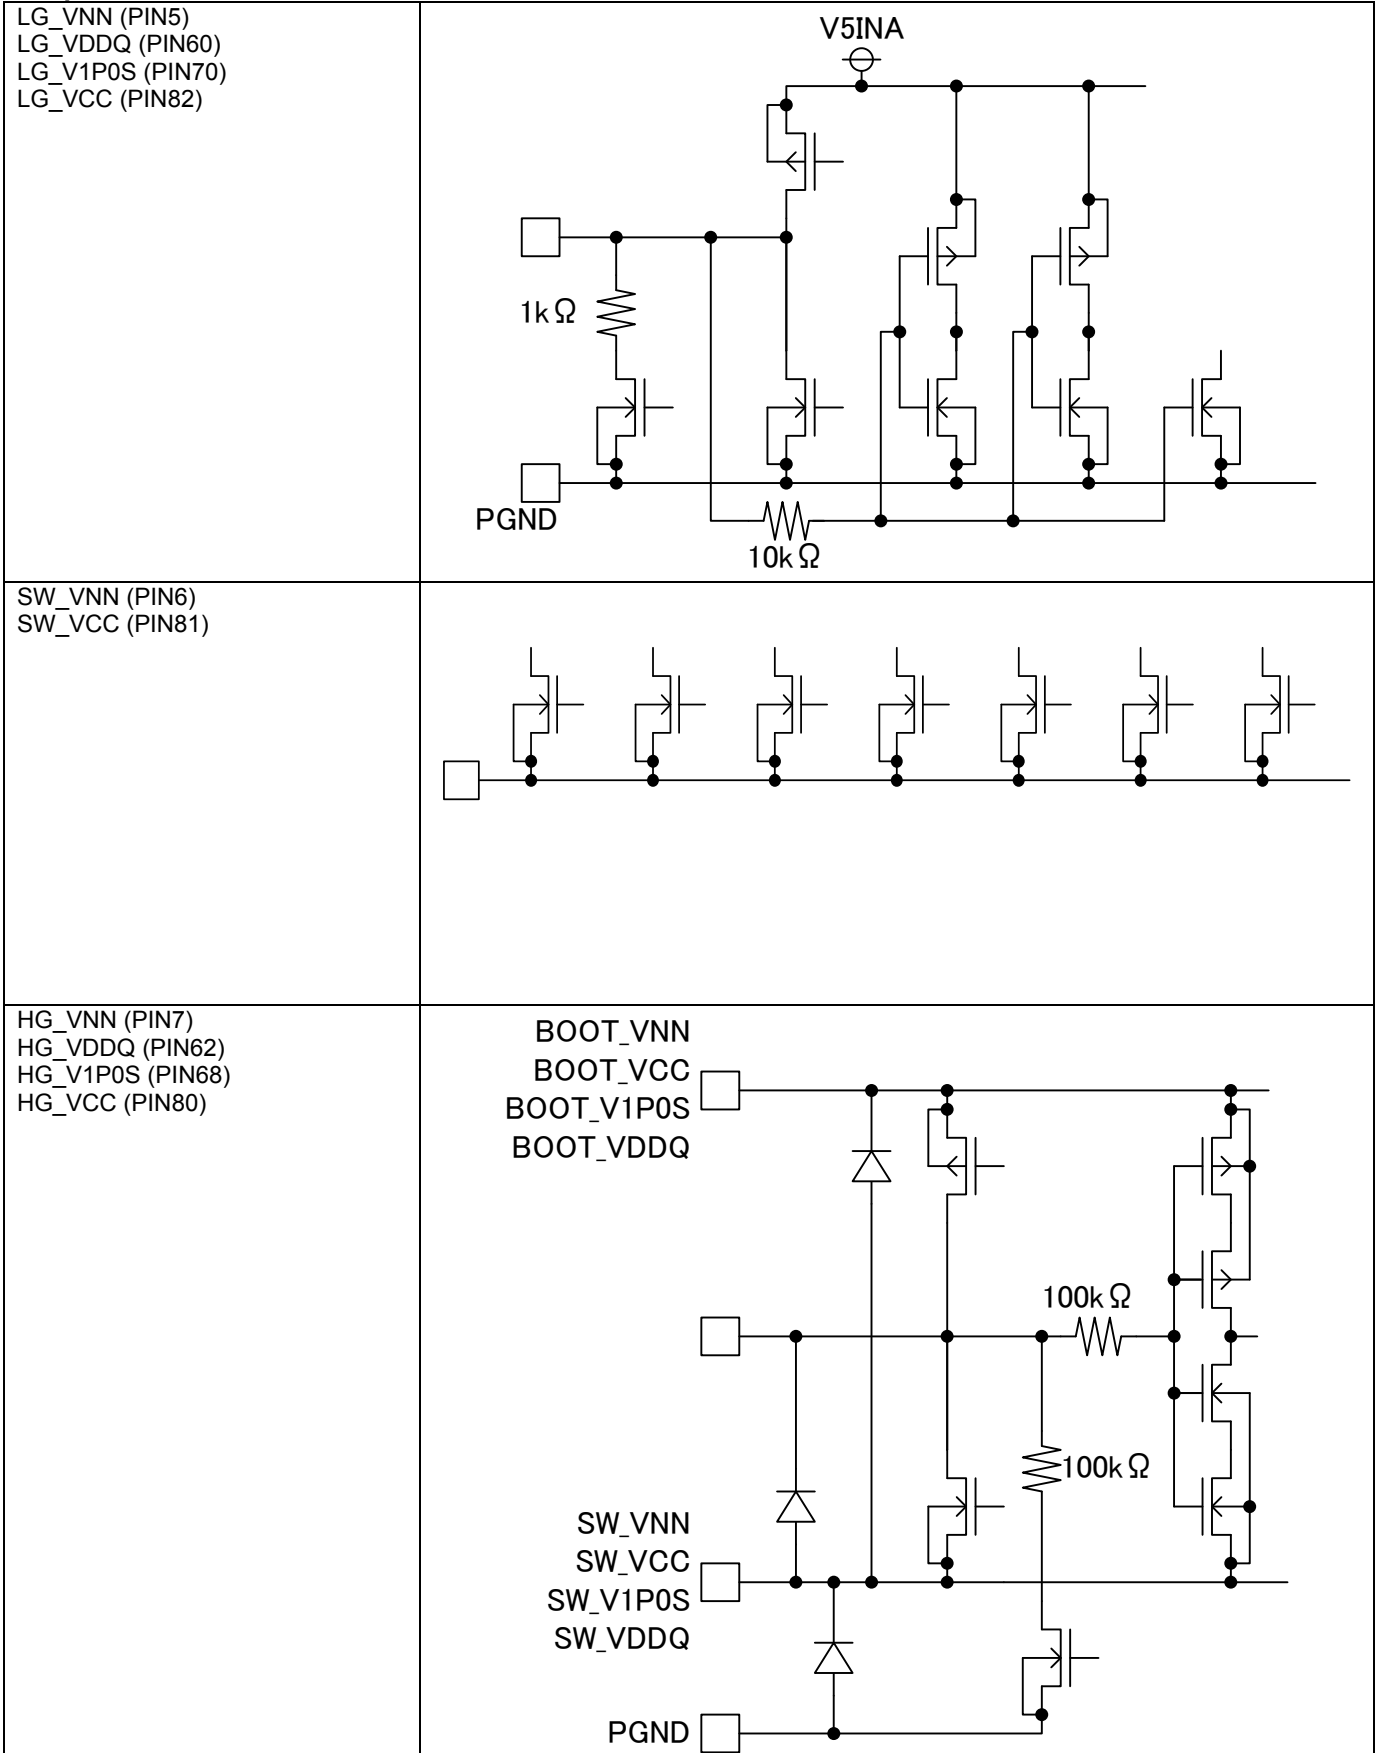 LG_VNN (PIN5)
LG_VDDQ (PIN60)
LG_V1P0S (PIN70)
LG_VCC (PIN82)
V5INA
1kΩ
PGND
10kΩ
SW_VNN (PIN6)
SW_VCC (PIN81)
HG_VNN (PIN7)
HG_VDDQ (PIN62)
HG_V1P0S (PIN68)
HG_VCC (PIN80)
BOOT_VNN
BOOT_VCC
BOOT_V1P0S
BOOT_VDDQ
100kΩ
100kΩ
SW_VNN
SW_VCC
SW_V1P0S
SW_VDDQ
PGND